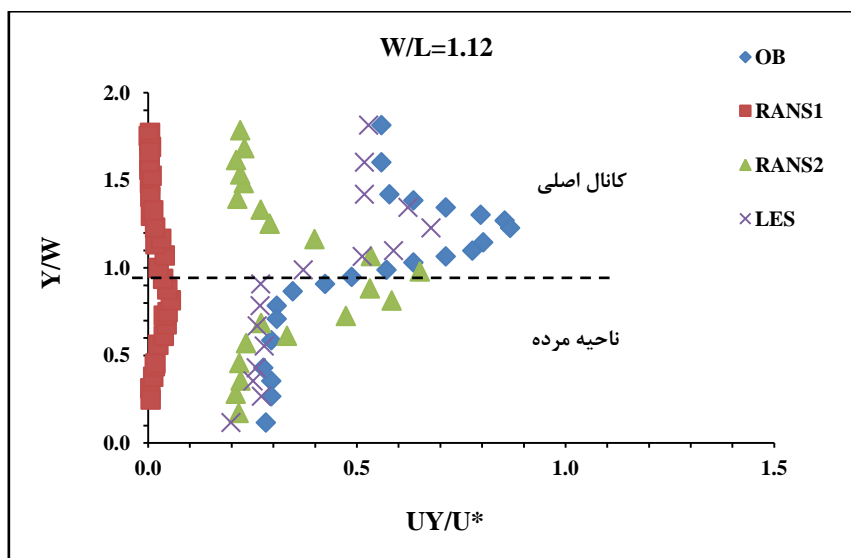 W/L=1.12
OB
RANS1
RANS2
LES
2.0
1.5
1.0
0.5
0.0
Y/W
کانال اصلی
ناحیه مرده
0.0 0.5 1.0 1.5
UY/U*